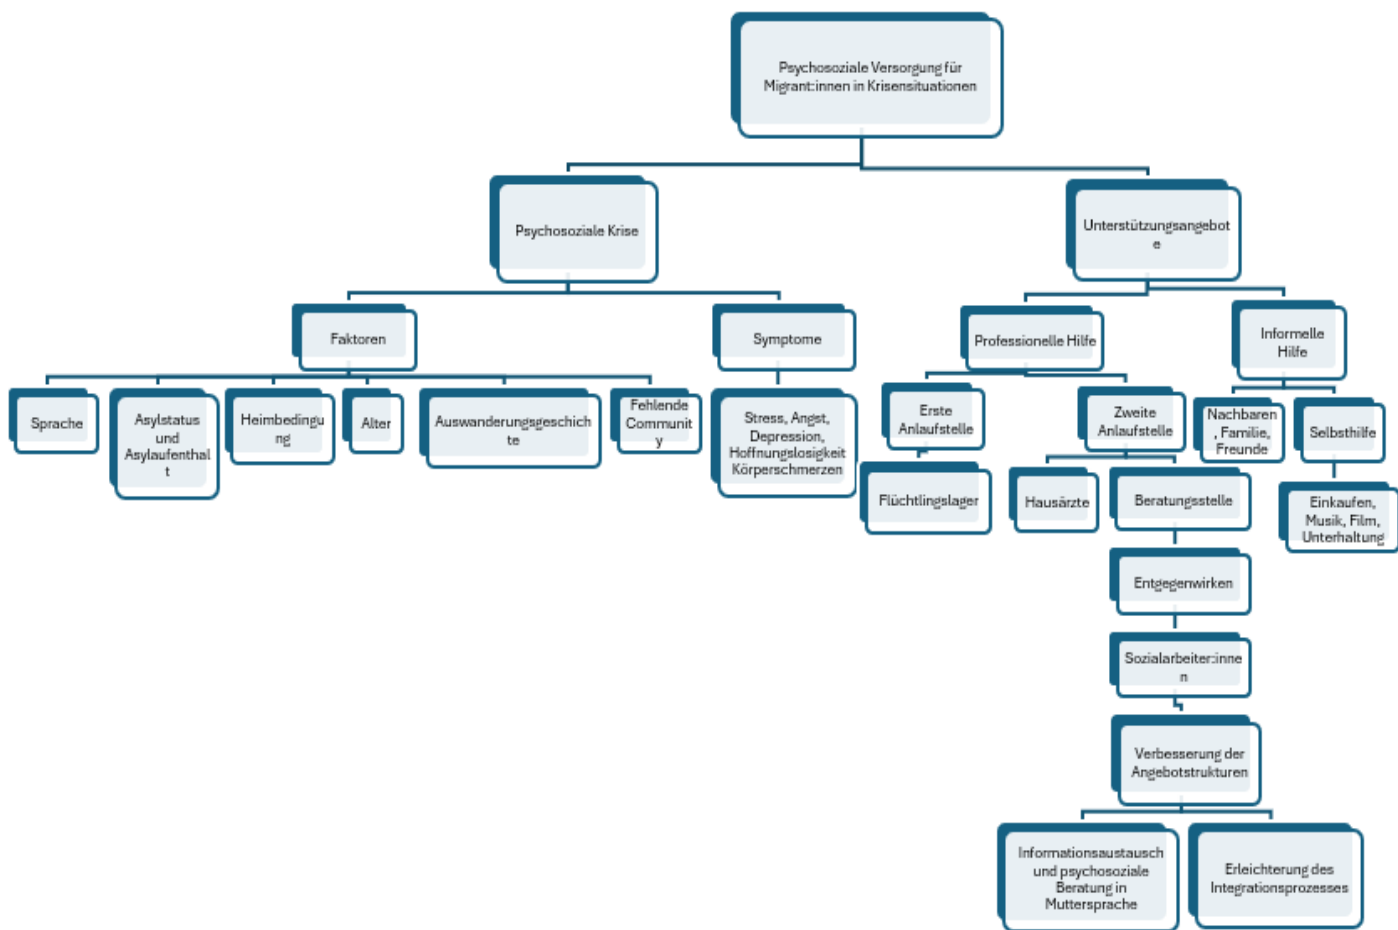 Psychosoziale Versorgung für
Migrant:innen in Krisensituationen
Psychosoziale Krise
Unterstützungsangebot
e
Faktoren
Symptome
Professionelle Hilfe
Informelle
Hilfe
Sprache
Asylstatus
und
Asylaufenthal
t
Heimbedingu
ng
Alter
Auswanderungsgeschich
te
Fehlende
Communit
y
Stress, Angst,
Depression,
Hoffnungslosigkeit
Körperschmerzen
Erste
Anlaufstelle
Zweite
Anlaufstelle
Nachbaren
, Familie,
Freunde
Selbsthilfe
Flüchtlingslager
Hausärzte
Beratungsstelle
Einkaufen,
Musik, Film,
Unterhaltung
Entgegenwirken
Sozialarbeiter:inne
n
Verbesserung der
Angebotstrukturen
Informationsaustausch
und psychosoziale
Beratung in
Muttersprache
Erleichterung des
Integrationsprozesses